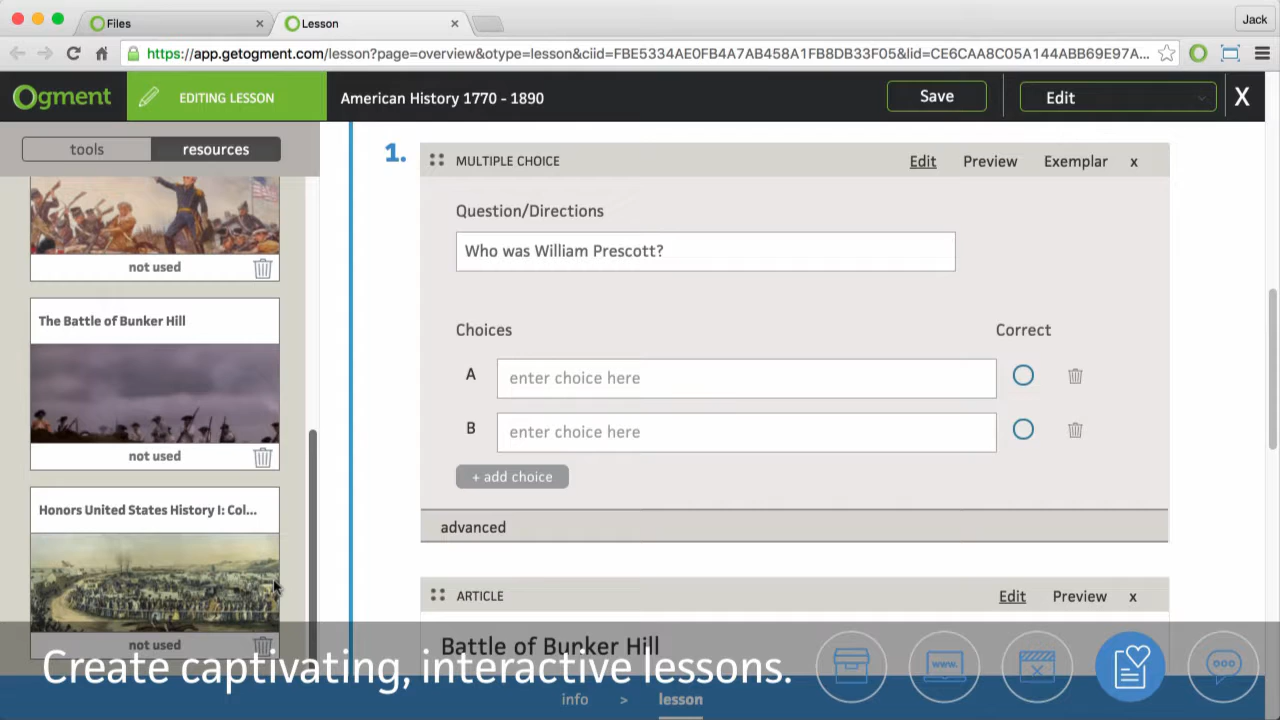 Files
Lesson
Jack
https://app.getogment.com/lesson?page=overview&otype=lesson&ciid=FBE5334AE0FB4A7AB458A1FB8DB33F05&lid=CE6CAA8C05A144ABB69E97A...
Ogment
EDITING LESSON
American History 1770 - 1890
Save
Edit
X
tools
resources
not used
The Battle of Bunker Hill
not used
Honors United States History I: Col...
not used
1.
MULTIPLE CHOICE
Edit
Preview
Exemplar
x
Question/Directions
Who was William Prescott?
Choices
Correct
A
enter choice here
B
enter choice here
+ add choice
advanced
ARTICLE
Edit
Preview
x
Battle of Bunker Hill
Create captivating, interactive lessons.
www.
info > lesson